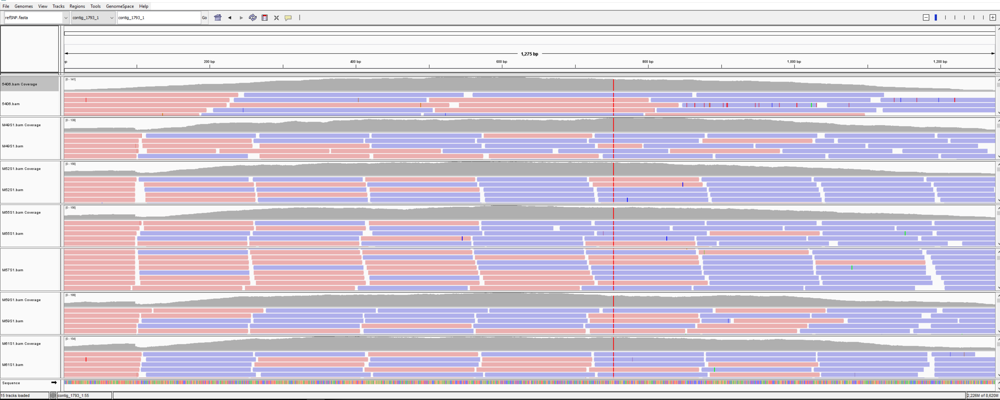 File Genomes View Tracks Regions Tools GenomeSpace Help
refSNP.fasta contig_1793_1 contig_1793_1 Go
1,275 bp
p 200 bp 400 bp 600 bp 800 bp 1,000 bp 1,200 bp
[0 - 141]
5406.bam Coverage
5406.bam
[0 - 139]
M49S1.bam Coverage
M49S1.bam
[0 - 156]
M52S1.bam Coverage
M52S1.bam
[0 - 156]
M55S1.bam Coverage
M55S1.bam
M57S1.bam
[0 - 199]
M59S1.bam Coverage
M59S1.bam
[0 - 154]
M61S1.bam Coverage
M61S1.bam
Sequence
15 tracks loaded contig_1793_1:55 2,226M of 8,620M